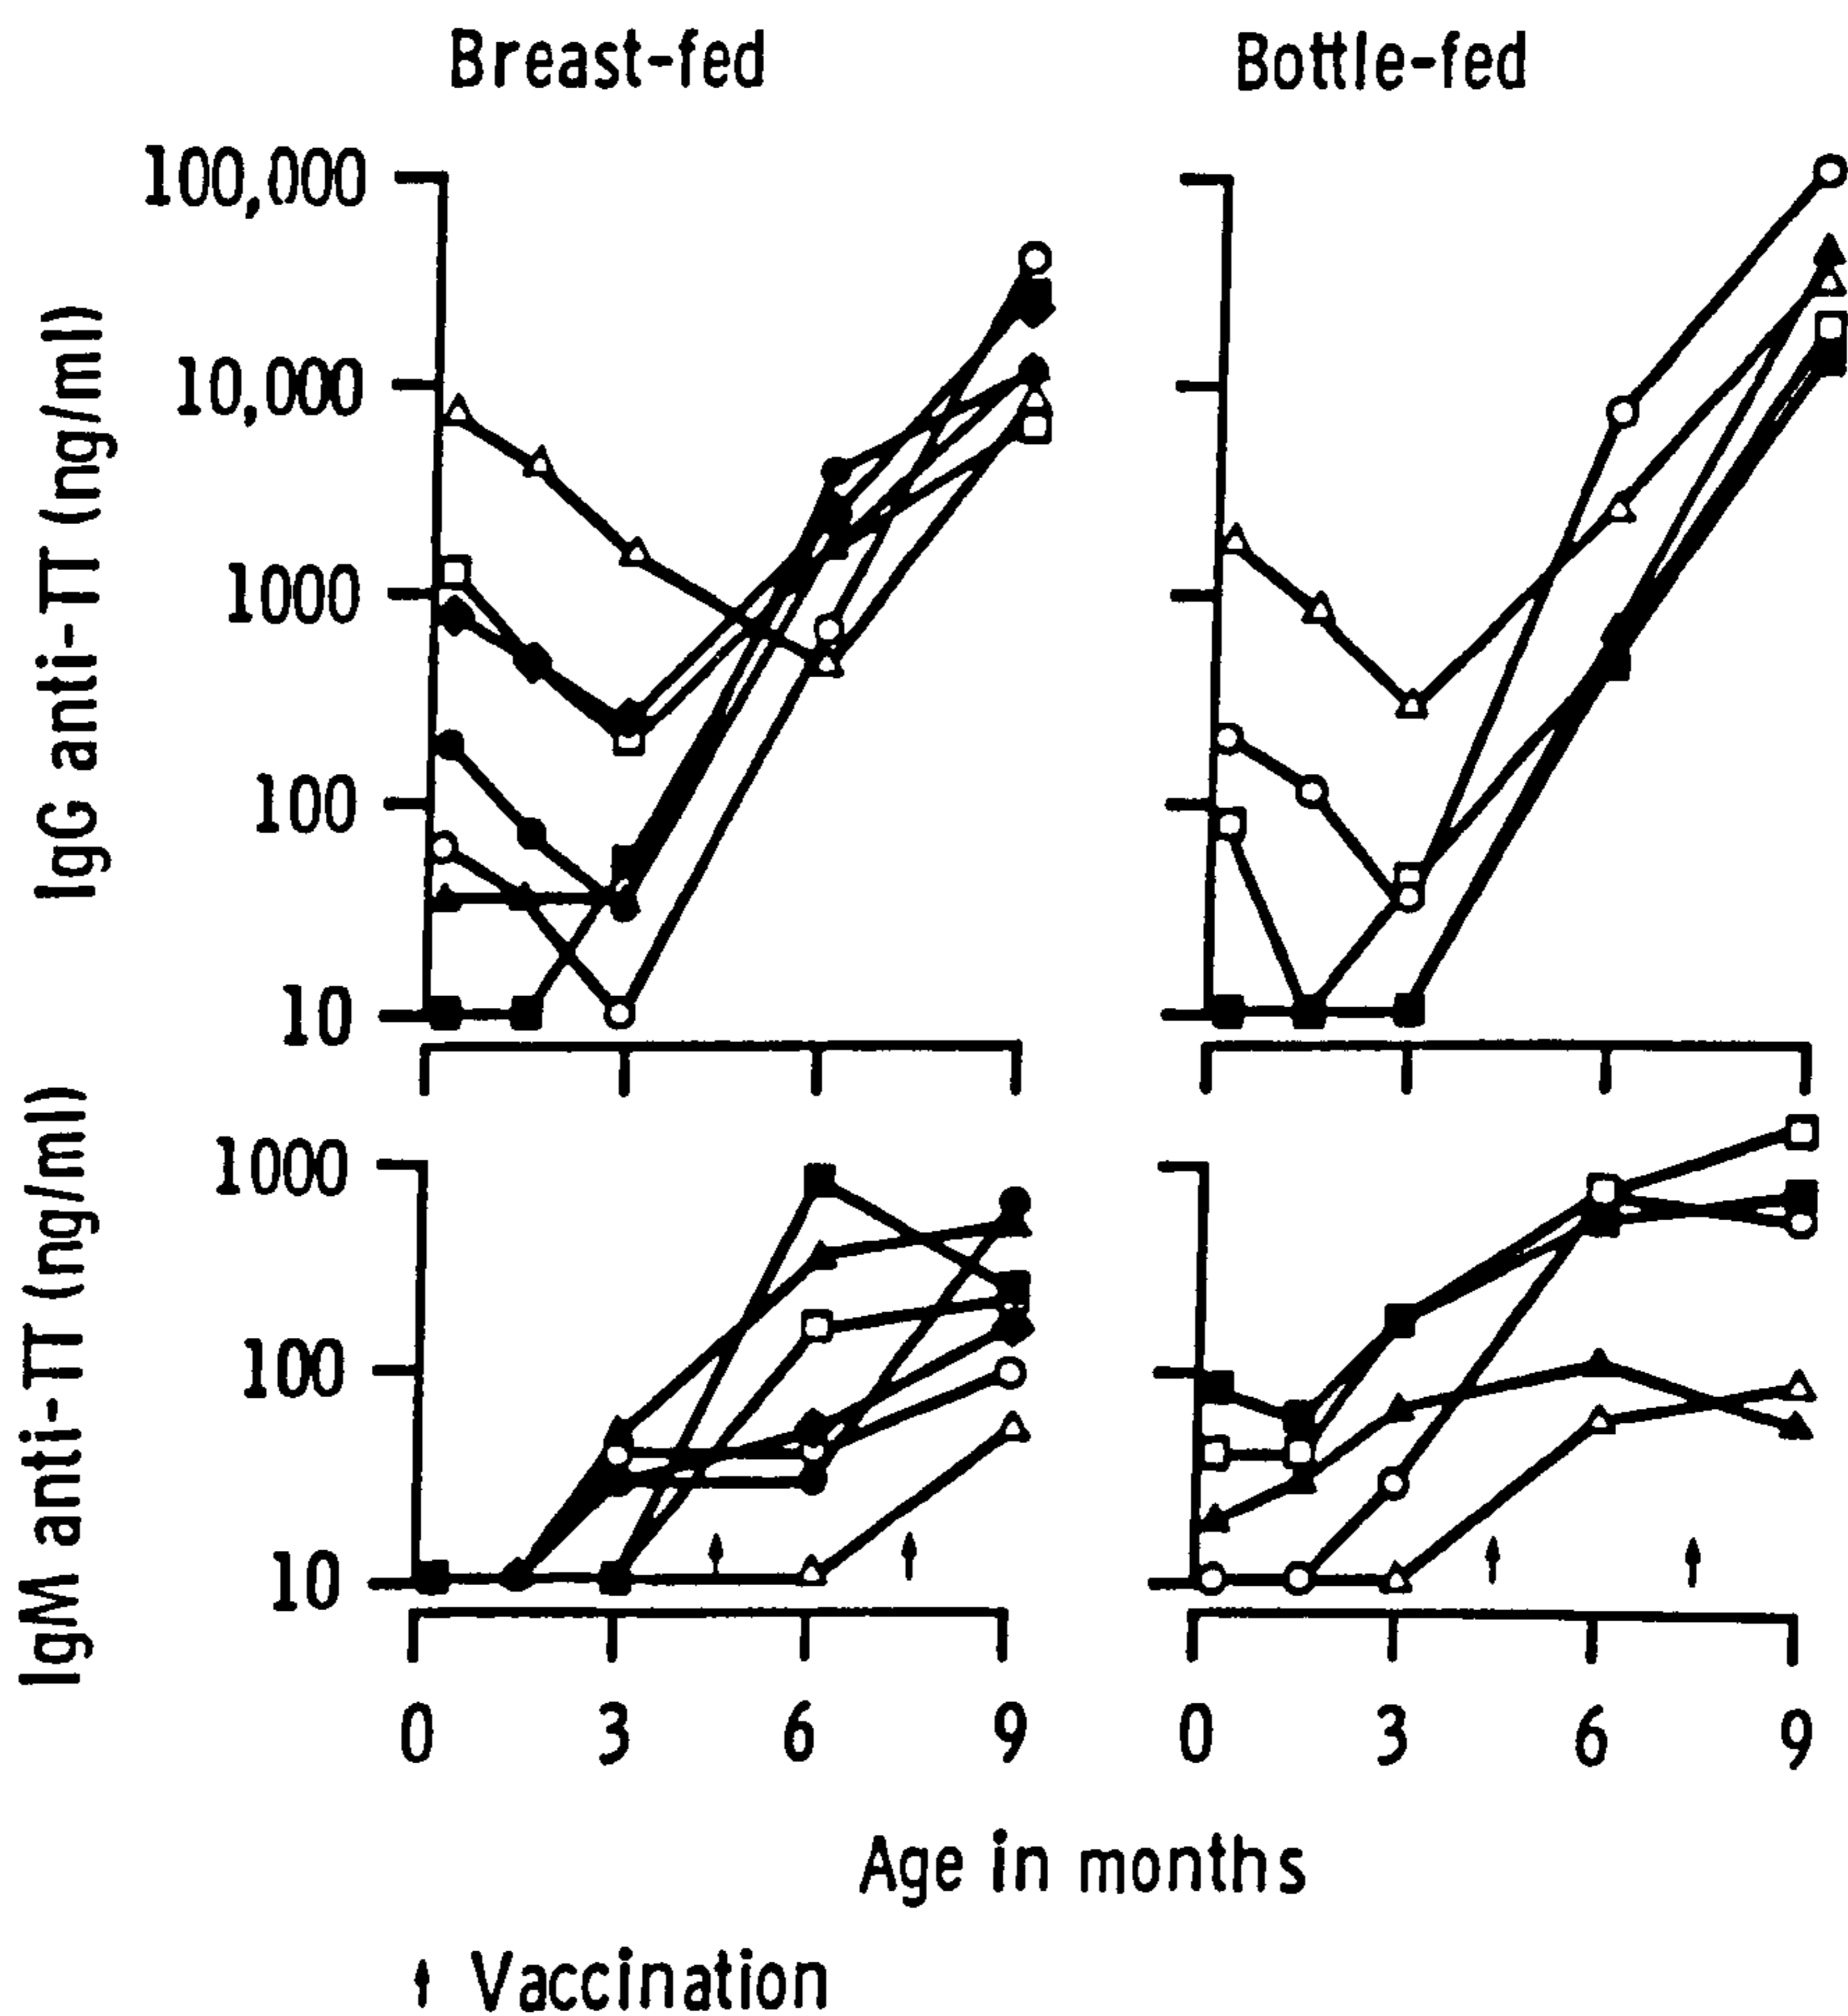 Breast-fed
Bottle-fed
IgG anti-TT (ng/ml)
100,000
10,000
1000
100
10
IgM anti-TT (ng/ml)
1000
100
10
0 3 6 9
0 3 6 9
Age in months
Vaccination